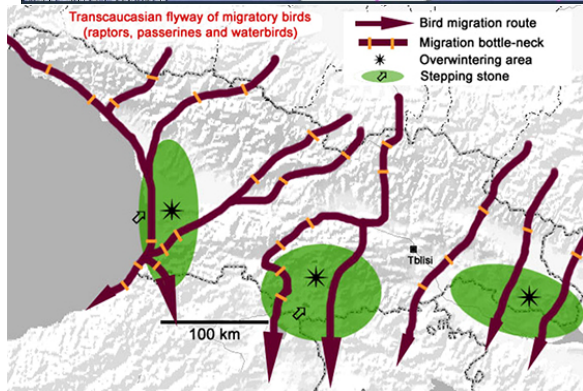 Transcaucasian flyway of migratory birds
(raptors, passerines and waterbirds)
Bird migration route
Migration bottle-neck
Overwintering area
Stepping stone
Tblisi
100 km